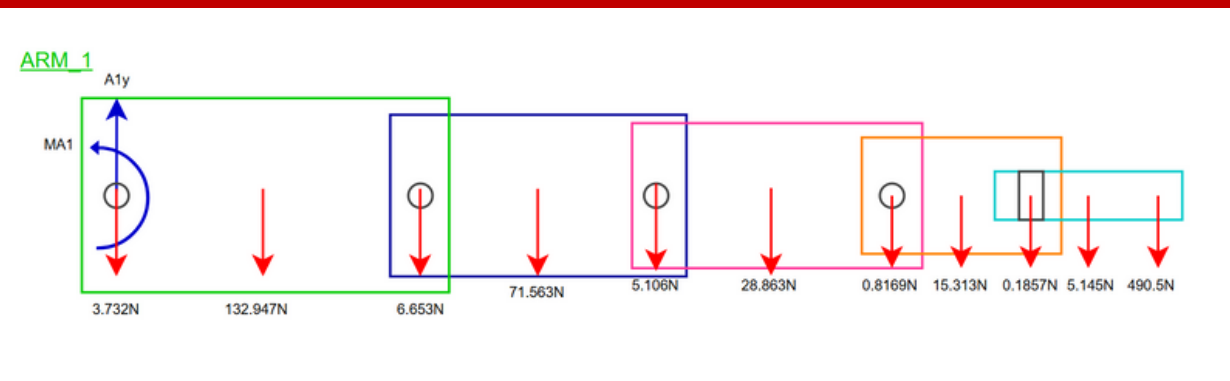 ARM_1
A1y
MA1
3.732N
132.947N
6.653N
71.563N
5.106N
28.863N
0.8169N
15.313N
0.1857N
5.145N
490.5N